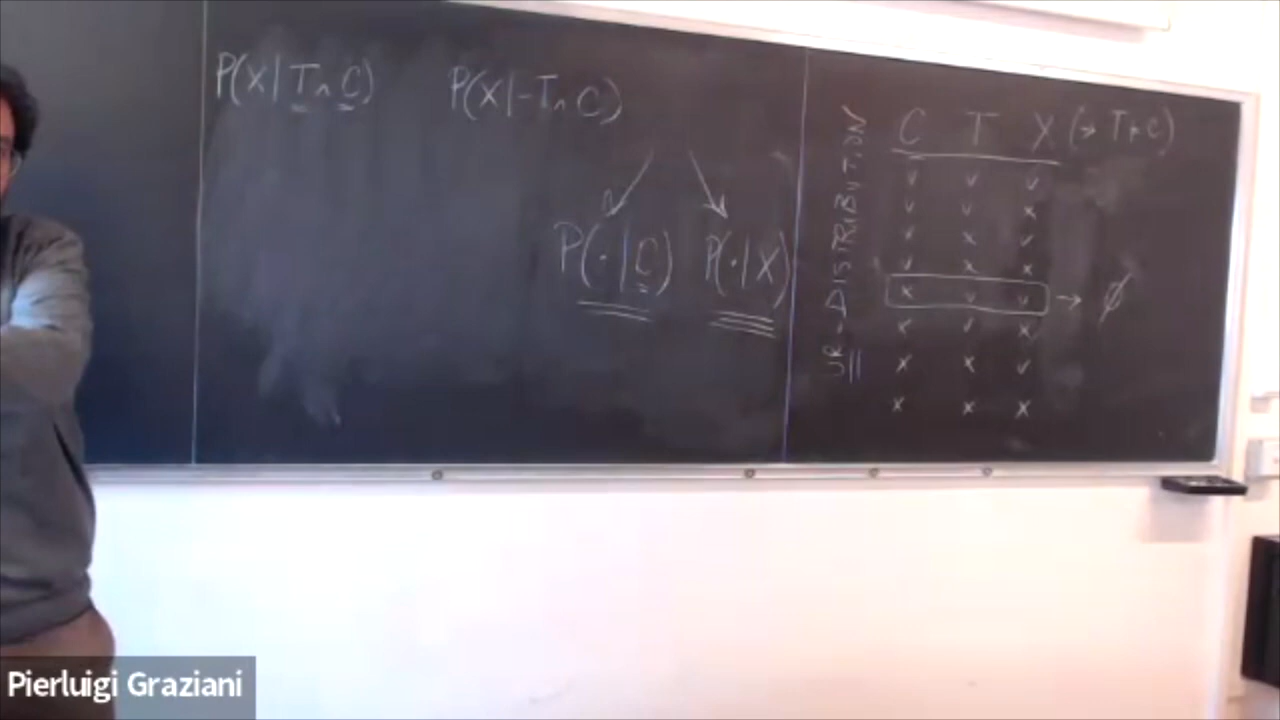 P(X|T∧C) P(X|¬T∧C)
P(·|C) P(·|X)
UR-DISTRIBUTION
C T X (→ T⊢C)
v v v
v v x
v x v
v x x
x v v → ∅
x v x
x x v
x x x
Pierluigi Graziani